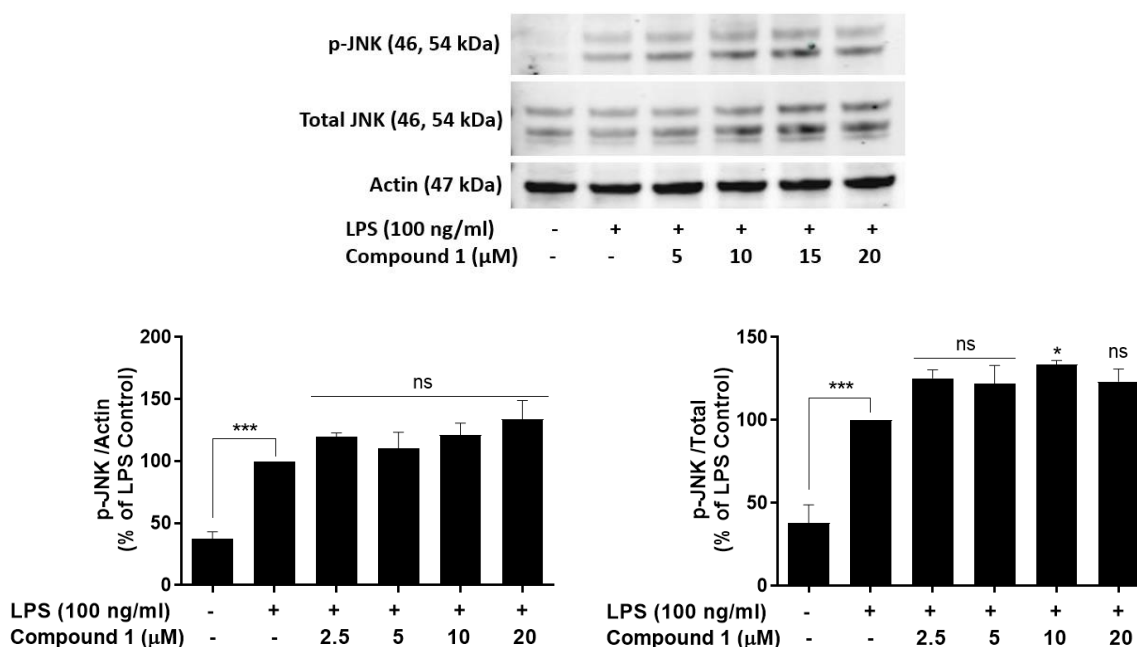 p-JNK (46, 54 kDa)
Total JNK (46, 54 kDa)
Actin (47 kDa)
LPS (100 ng/ml) - + + + + +
Compound 1 (µM) - - 5 10 15 20
p-JNK /Actin
(% of LPS Control)
200
150
100
50
0
***
ns
LPS (100 ng/ml) - + + + + +
Compound 1 (µM) - - 2.5 5 10 20
p-JNK /Total
(% of LPS Control)
150
100
50
0
***
ns
*
ns
LPS (100 ng/ml) - + + + + +
Compound 1 (µM) - - 2.5 5 10 20